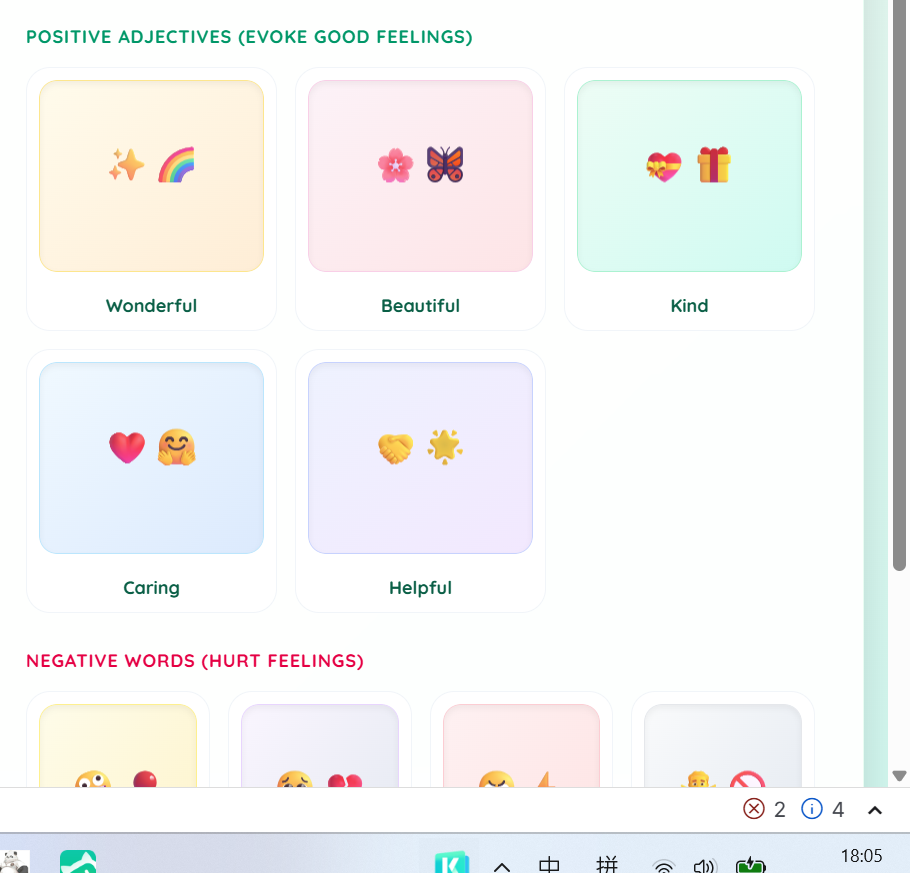 POSITIVE ADJECTIVES (EVOKE GOOD FEELINGS)
Wonderful
Beautiful
Kind
Caring
Helpful
NEGATIVE WORDS (HURT FEELINGS)
2 4
K
中 拼 18:05